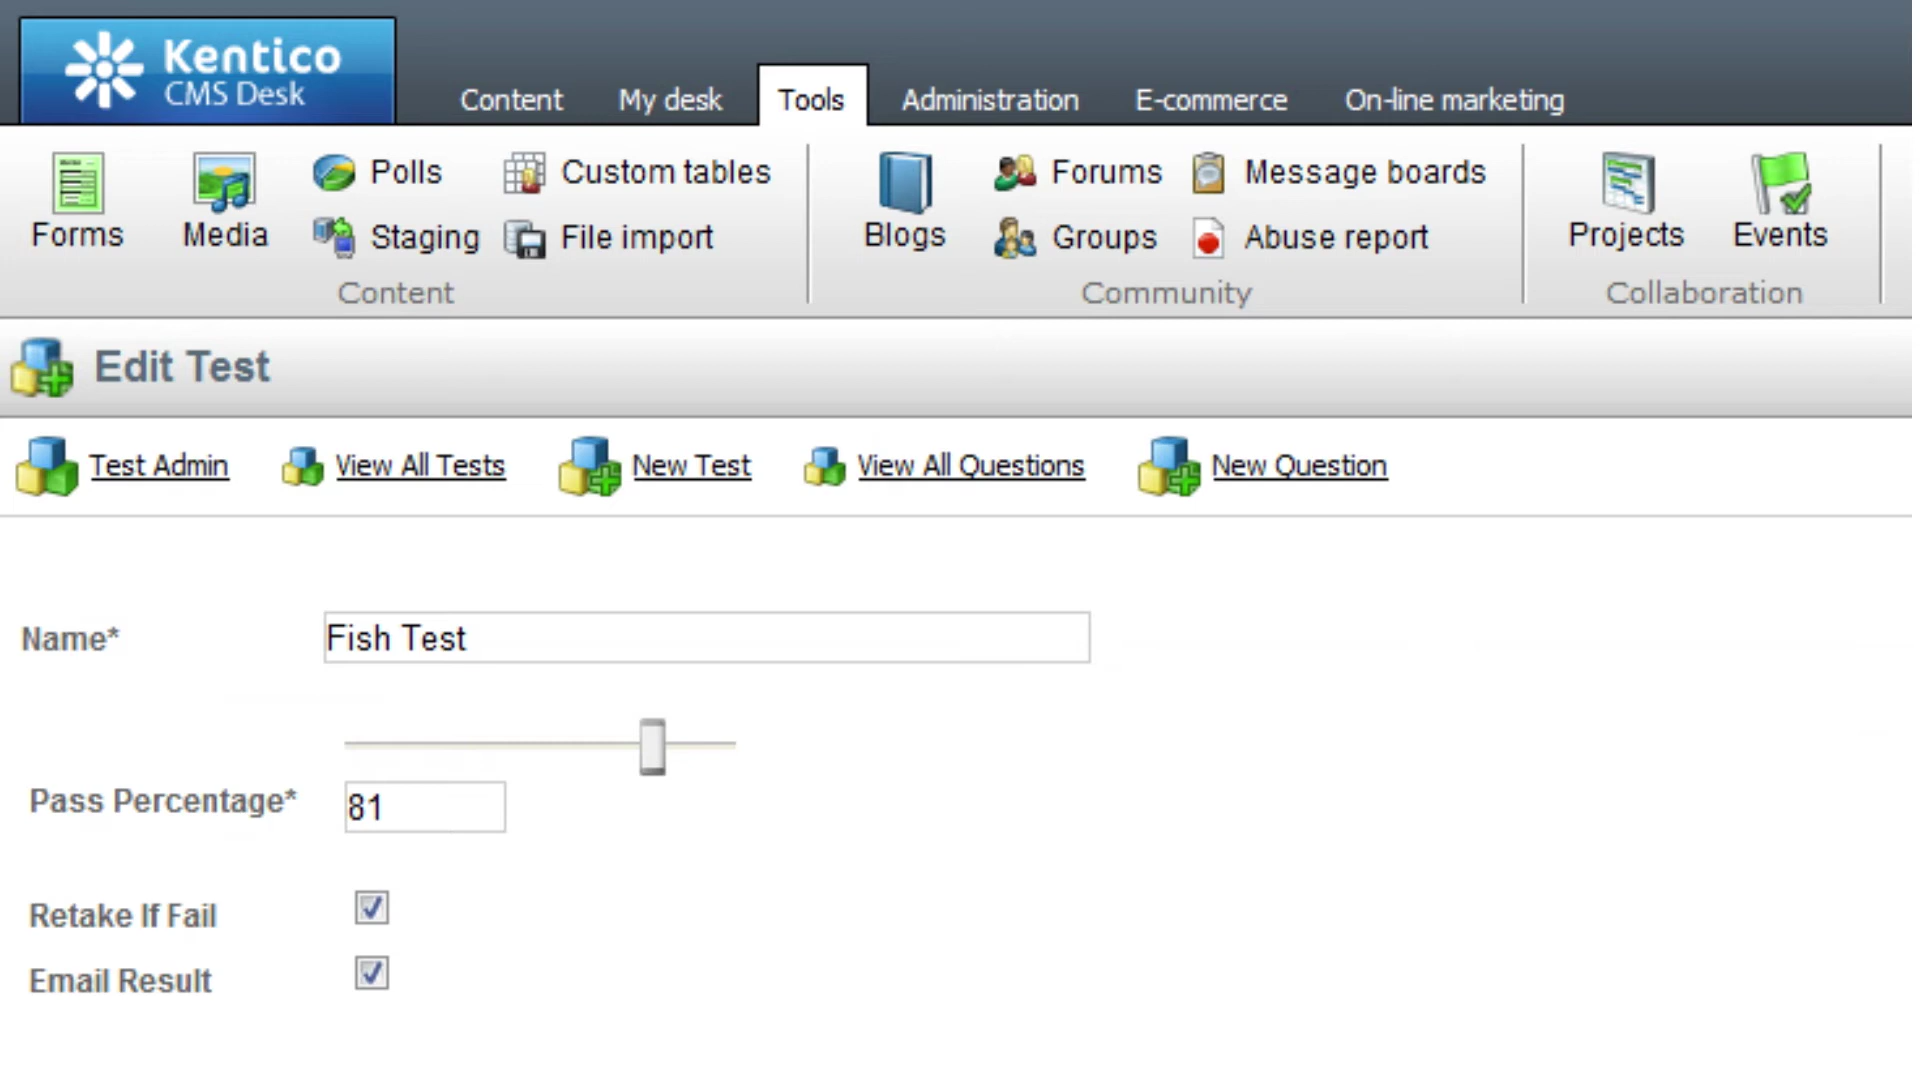 Kentico
CMS Desk
Content My desk Tools Administration E-commerce On-line marketing
Forms Media Polls Custom tables Blogs Forums Message boards Projects Events
Staging File import Groups Abuse report
Content Community Collaboration
Edit Test
Test Admin View All Tests New Test View All Questions New Question
Name* Fish Test
Pass Percentage* 81
Retake If Fail
Email Result